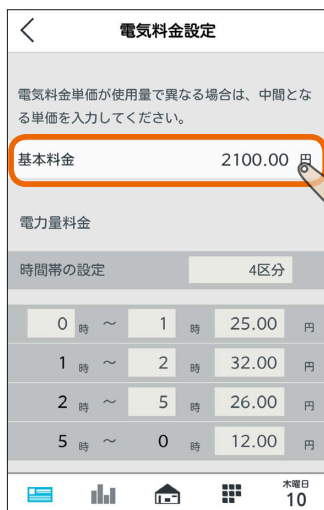 電気料金設定
電気料金単価が使用量で異なる場合は、中間とな
る単価を入力してください。
基本料金 2100.00 円
電力量料金
時間帯の設定 4区分
0 時 ～ 1 時 25.00 円
1 時 ～ 2 時 32.00 円
2 時 ～ 5 時 26.00 円
5 時 ～ 0 時 12.00 円
木曜日
10